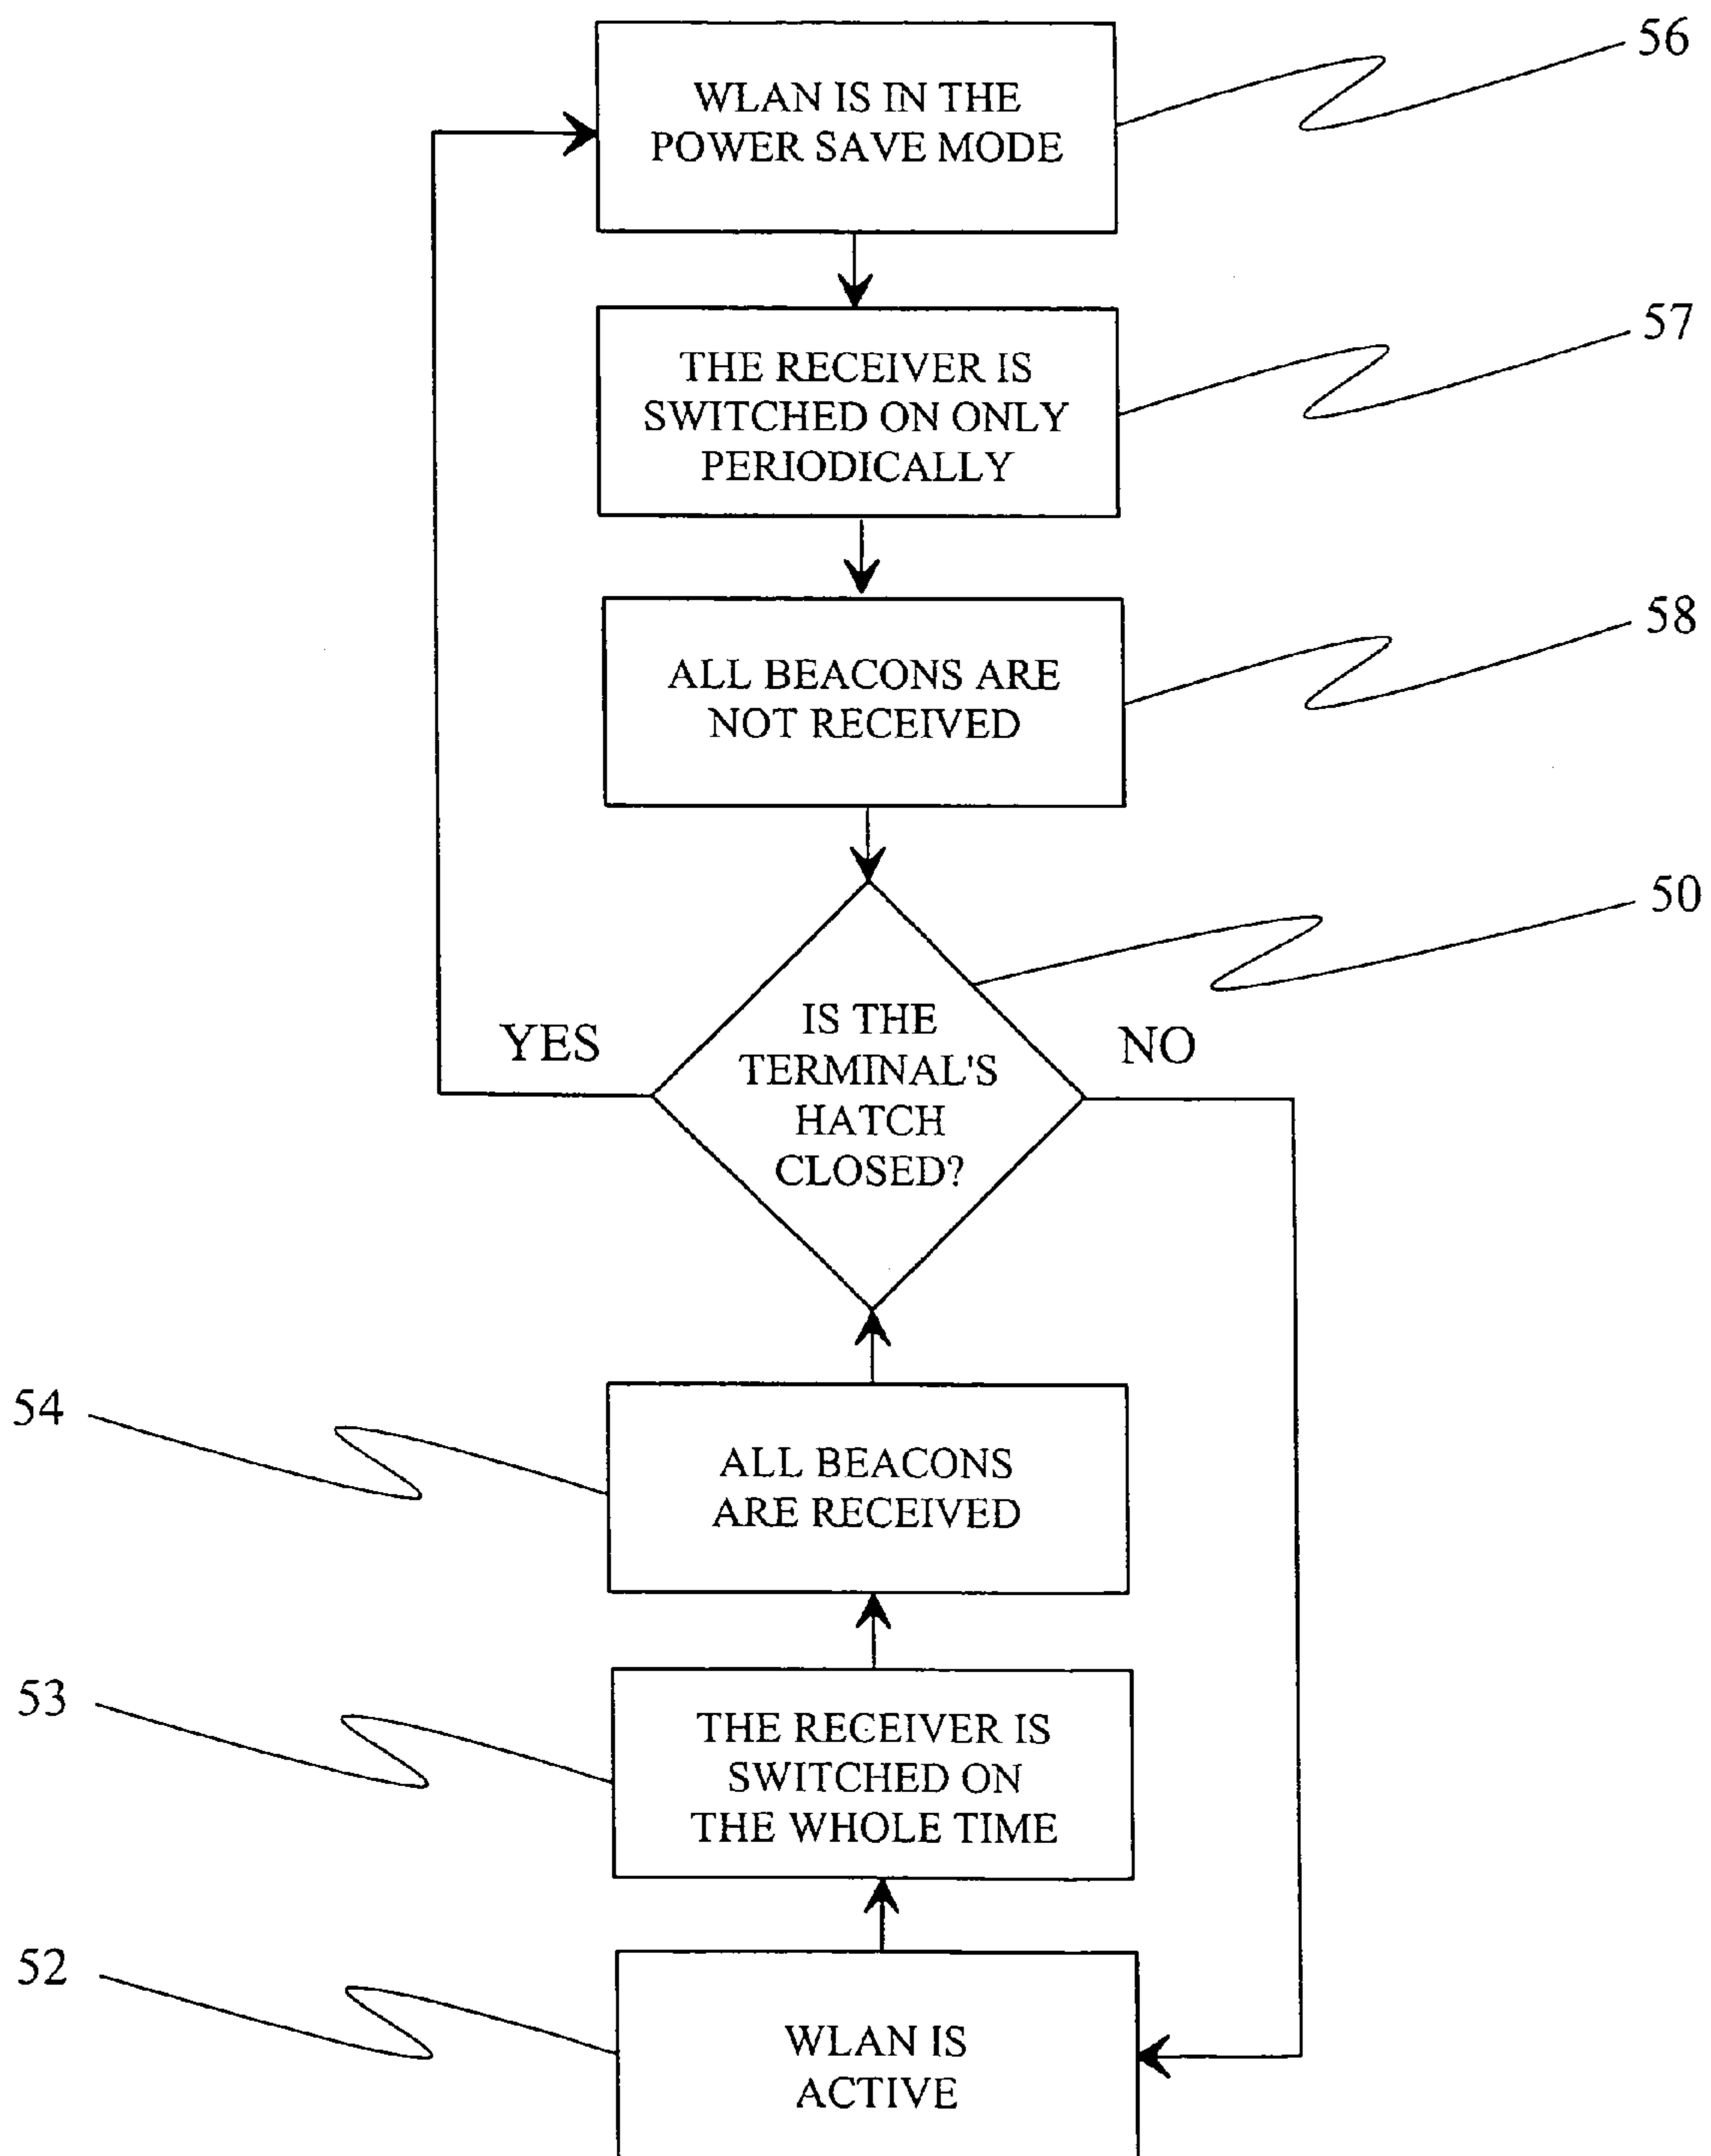 56
WLAN IS IN THE
POWER SAVE MODE
57
THE RECEIVER IS
SWITCHED ON ONLY
PERIODICALLY
58
ALL BEACONS ARE
NOT RECEIVED
50
YES
NO
IS THE
TERMINAL'S
HATCH
CLOSED?
54
ALL BEACONS
ARE RECEIVED
53
THE RECEIVER IS
SWITCHED ON
THE WHOLE TIME
52
WLAN IS
ACTIVE